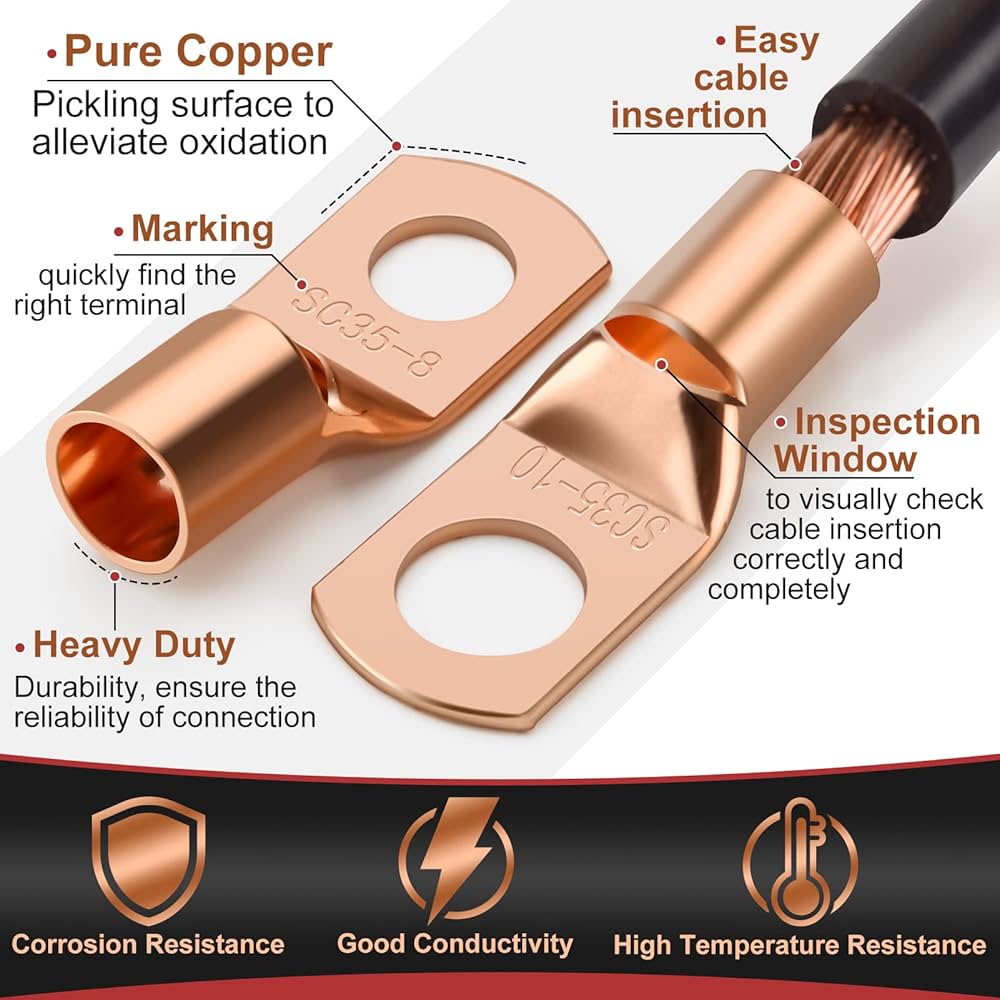 • Pure Copper
Pickling surface to
alleviate oxidation
• Easy
cable
insertion
• Marking
quickly find the
right terminal
SC35-8
SC35-10
• Inspection
Window
to visually check
cable insertion
correctly and
completely
• Heavy Duty
Durability, ensure the
reliability of connection
Corrosion Resistance
Good Conductivity
High Temperature Resistance